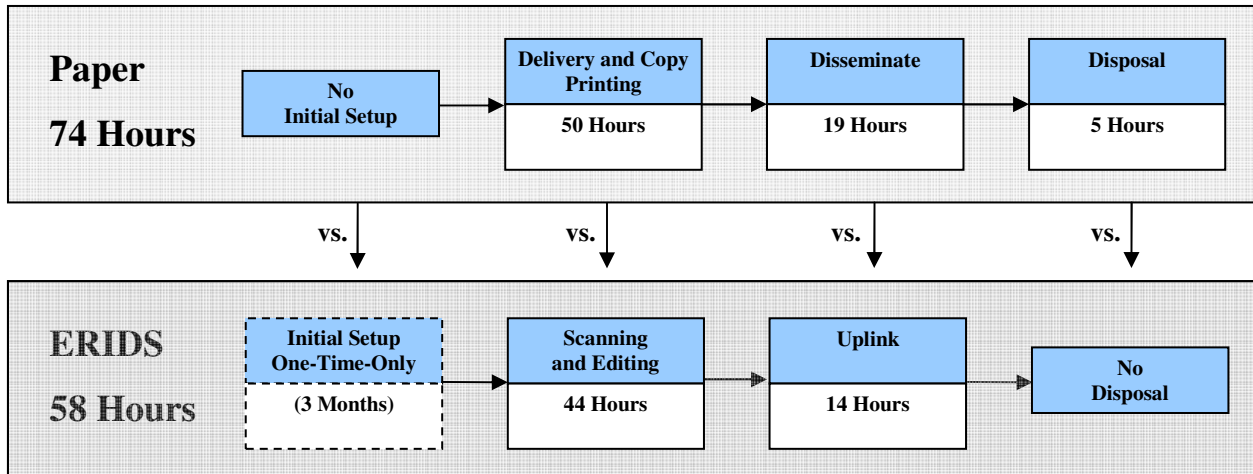 Paper
74 Hours
No
Initial Setup
Delivery and Copy
Printing
50 Hours
Disseminate
19 Hours
Disposal
5 Hours
vs.
vs.
vs.
vs.
ERIDS
58 Hours
Initial Setup
One-Time-Only
(3 Months)
Scanning
and Editing
44 Hours
Uplink
14 Hours
No
Disposal